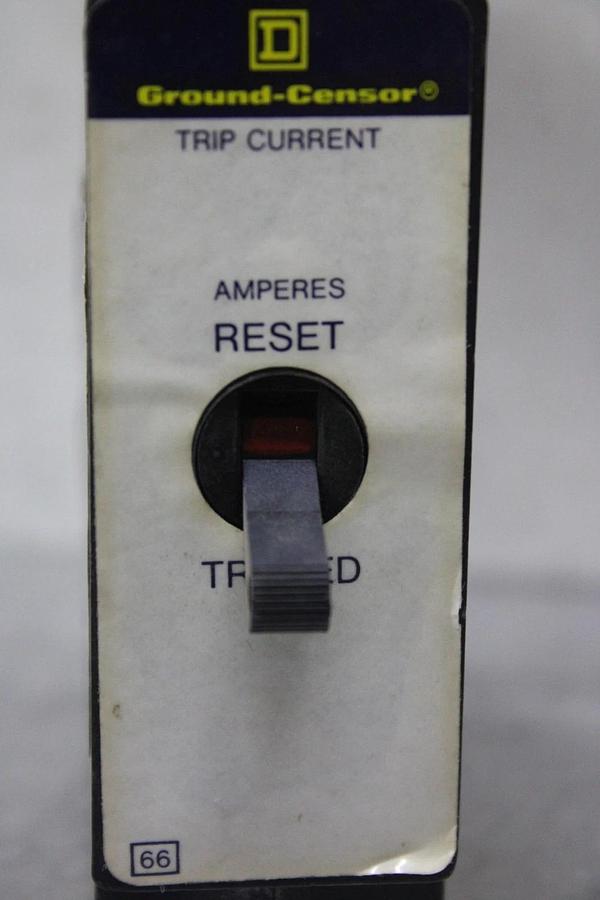 D
Ground-Censor®
TRIP CURRENT
AMPERES
RESET
66